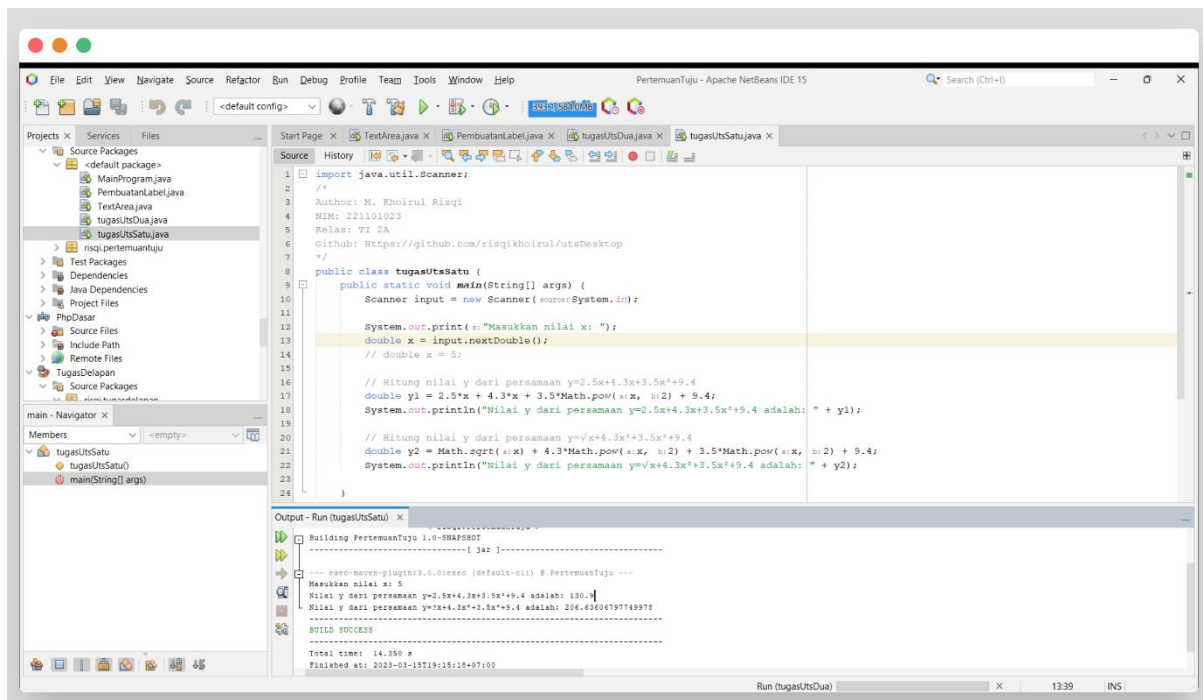 File Edit View Navigate Source Refactor Run Debug Profile Team Tools Window Help
PertemuanTuju - Apache NetBeans IDE 15
Search (Ctrl+I)
<default config>
Projects Services Files
Source Packages
<default package>
MainProgram.java
PembuatanLabel.java
TextArea.java
tugasUtsDua.java
tugasUtsSatu.java
risqi.pertemuantuju
Test Packages
Dependencies
Java Dependencies
Project Files
PhpDasar
Source Files
Include Path
Remote Files
TugasDelapan
Source Packages
main - Navigator
Members <empty>
tugasUtsSatu
tugasUtsSatu()
main(String[] args)
Start Page TextArea.java PembuatanLabel.java tugasUtsDua.java tugasUtsSatu.java
Source History
1 import java.util.Scanner;
2 /*
3 Author: M. Khoirul Risqi
4 NIM: 221101023
5 Kelas: TI 2A
6 Github: Https://github.com/risqikhoirul/utsDesktop
7 */
8 public class tugasUtsSatu {
9 public static void main(String[] args) {
10 Scanner input = new Scanner( source: System.in);
11
12 System.out.print( s: "Masukkan nilai x: ");
13 double x = input.nextDouble();
14 // double x = 5;
15
16 // Hitung nilai y dari persamaan y=2.5x+4.3x+3.5x²+9.4
17 double y1 = 2.5*x + 4.3*x + 3.5*Math.pow( a: x, b: 2) + 9.4;
18 System.out.println("Nilai y dari persamaan y=2.5x+4.3x+3.5x²+9.4 adalah: " + y1);
19
20 // Hitung nilai y dari persamaan y=√x+4.3x²+3.5x²+9.4
21 double y2 = Math.sqrt( a: x) + 4.3*Math.pow( a: x, b: 2) + 3.5*Math.pow( a: x, b: 2) + 9.4;
22 System.out.println("Nilai y dari persamaan y=√x+4.3x²+3.5x²+9.4 adalah: " + y2);
23
24 }
Output - Run (tugasUtsSatu)
Building PertemuanTuju 1.0-SNAPSHOT
--------------------------------[ jar ]---------------------------------
--- exec-maven-plugin:3.0.0:exec (default-cli) @ PertemuanTuju ---
Masukkan nilai x: 5
Nilai y dari persamaan y=2.5x+4.3x+3.5x²+9.4 adalah: 130.9
Nilai y dari persamaan y=?x+4.3x²+3.5x²+9.4 adalah: 206.63606797749978
------------------------------------------------------------------------
BUILD SUCCESS
------------------------------------------------------------------------
Total time: 14.350 s
Finished at: 2023-03-15T19:15:18+07:00
Run (tugasUtsDua)
13:39 INS